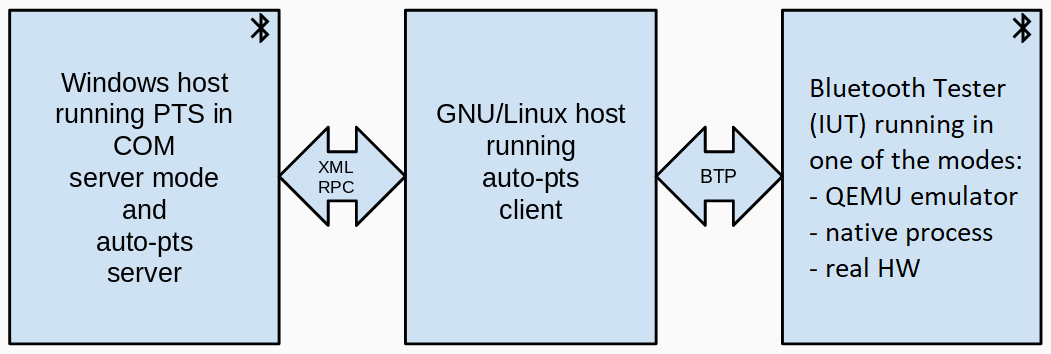 Windows host
running PTS in
COM
server mode
and
auto-pts
server
XML
RPC
GNU/Linux host
running
auto-pts
client
BTP
Bluetooth Tester
(IUT) running in
one of the modes:
- QEMU emulator
- native process
- real HW